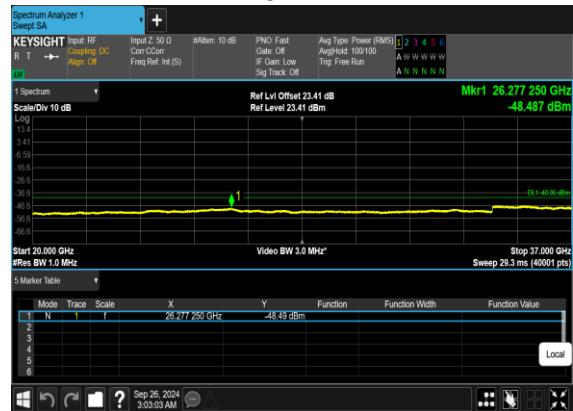 Spectrum Analyzer 1
Swept SA
+
KEYSIGHT Input: RF Input Z: 50 Ω #Atten: 10 dB PNO: Fast Avg Type: Power (RMS) 1 2 3 4 5 6
R T Coupling: DC Corr CCorr Gate: Off Avg|Hold: 100/100 A W W W W W
Align: Off Freq Ref: Int (S) IF Gain: Low Trig: Free Run
Sig Track: Off A N N N N N
LXI
1 Spectrum
Ref Lvl Offset 23.41 dB Mkr1 26.277 250 GHz
Scale/Div 10 dB Ref Level 23.41 dBm -48.487 dBm
Log
13.4
3.41
-6.59
-16.6
-26.6
-36.6
DL1 -40.00 dBm
1
-46.6
-56.6
-66.6
Start 20.000 GHz Video BW 3.0 MHz* Stop 37.000 GHz
#Res BW 1.0 MHz Sweep 29.3 ms (40001 pts)
5 Marker Table
Mode Trace Scale X Y Function Function Width Function Value
1 N 1 f 26.277 250 GHz -48.49 dBm
2
3
4
5
6
Local
? Sep 26, 2024
3:03:03 AM